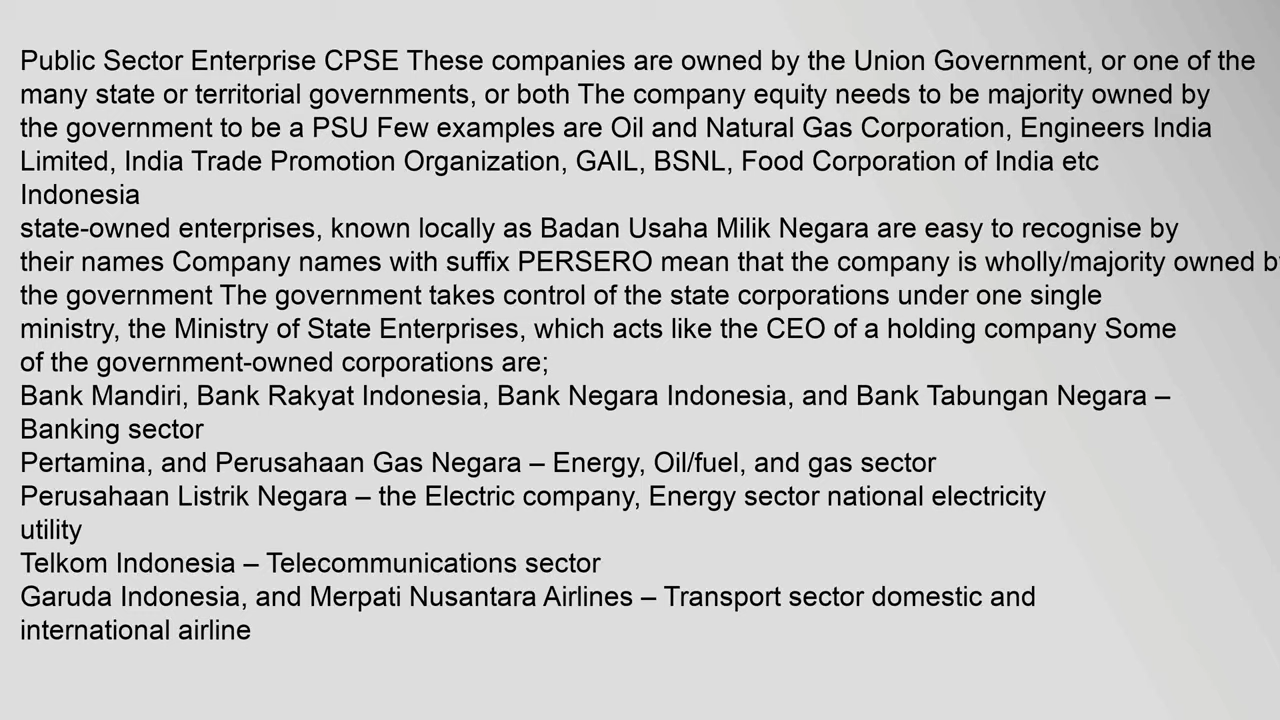 Public Sector Enterprise CPSE These companies are owned by the Union Government, or one of the
many state or territorial governments, or both The company equity needs to be majority owned by
the government to be a PSU Few examples are Oil and Natural Gas Corporation, Engineers India
Limited, India Trade Promotion Organization, GAIL, BSNL, Food Corporation of India etc
Indonesia
state-owned enterprises, known locally as Badan Usaha Milik Negara are easy to recognise by
their names Company names with suffix PERSERO mean that the company is wholly/majority owned
the government The government takes control of the state corporations under one single
ministry, the Ministry of State Enterprises, which acts like the CEO of a holding company Some
of the government-owned corporations are;
Bank Mandiri, Bank Rakyat Indonesia, Bank Negara Indonesia, and Bank Tabungan Negara –
Banking sector
Pertamina, and Perusahaan Gas Negara – Energy, Oil/fuel, and gas sector
Perusahaan Listrik Negara – the Electric company, Energy sector national electricity
utility
Telkom Indonesia – Telecommunications sector
Garuda Indonesia, and Merpati Nusantara Airlines – Transport sector domestic and
international airline